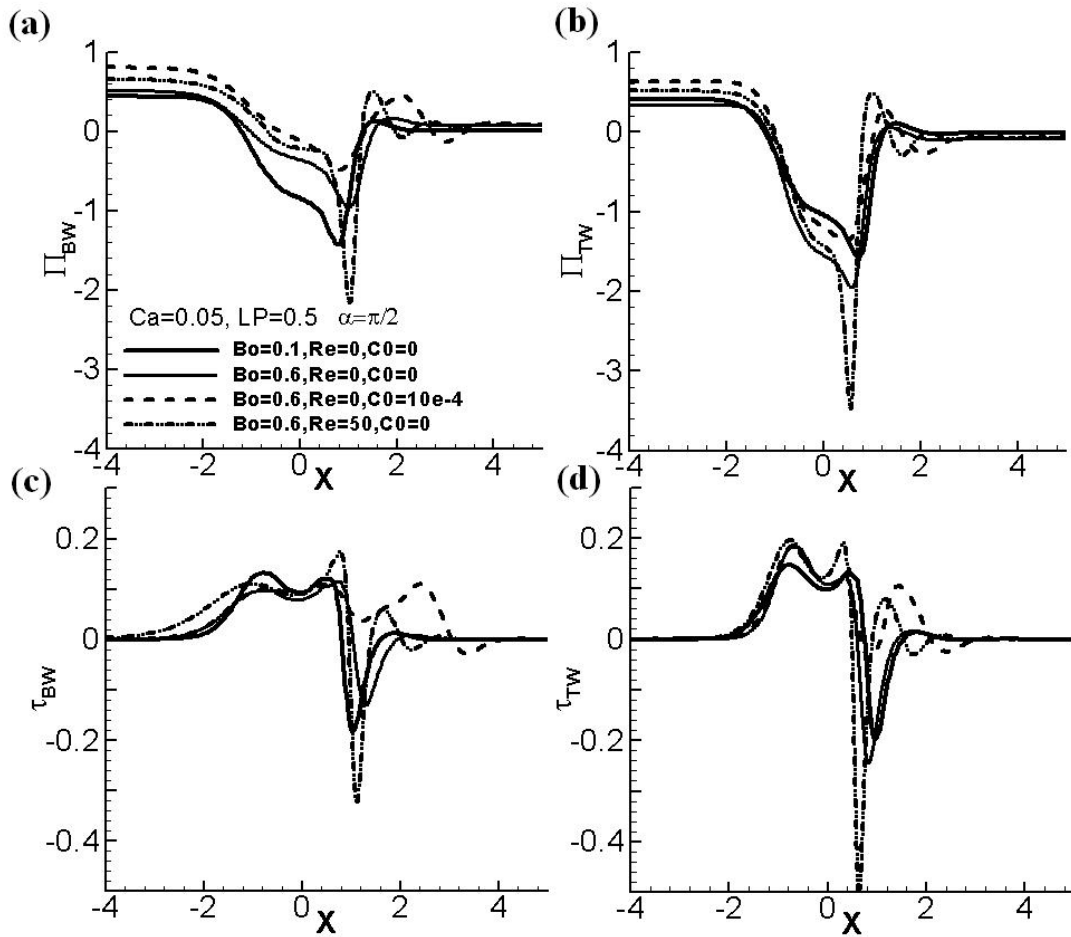 (a)
1
0
-1
-2
-3
-4
Π_BW
Ca=0.05, LP=0.5 α=π/2
Bo=0.1,Re=0,C0=0
Bo=0.6,Re=0,C0=0
Bo=0.6,Re=0,C0=10e-4
Bo=0.6,Re=50,C0=0
-4 -2 0 2 4
X
(b)
1
0
-1
-2
-3
-4
Π_TW
-4 -2 0 2 4
X
(c)
0.2
0
-0.2
-0.4
τ_BW
-4 -2 0 2 4
X
(d)
0.2
0
-0.2
-0.4
τ_TW
-4 -2 0 2 4
X